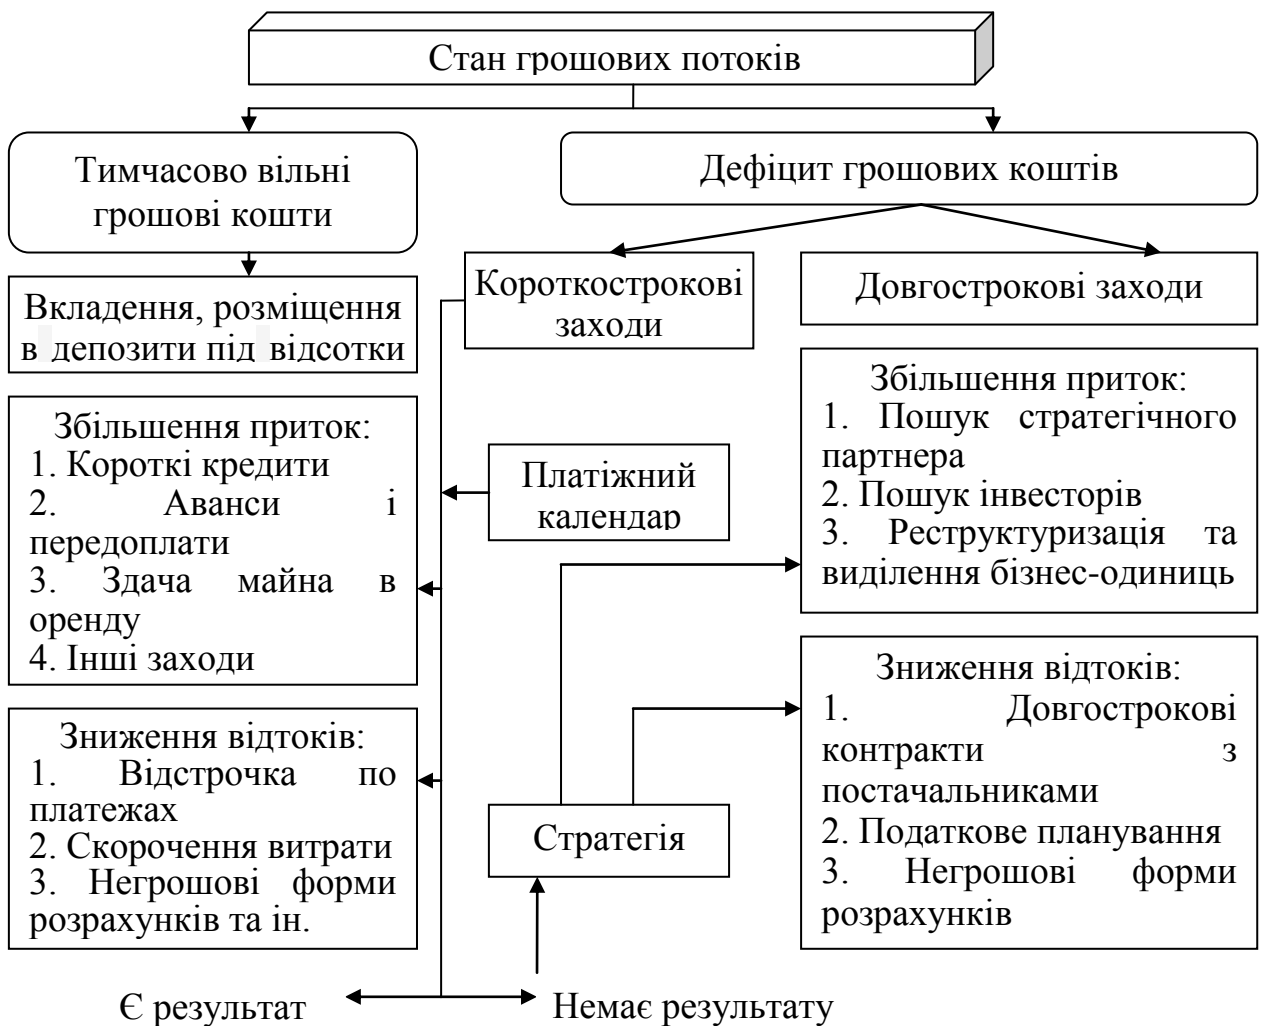 Стан грошових потоків
Тимчасово вільні
грошові кошти
Дефіцит грошових коштів
Вкладення, розміщення
в депозити під відсотки
Короткострокові
заходи
Довгострокові заходи
Збільшення приток:
1. Короткі кредити
2. Аванси і
передоплати
3. Здача майна в
оренду
4. Інші заходи
Платіжний
календар
Збільшення приток:
1. Пошук стратегічного
партнера
2. Пошук інвесторів
3. Реструктуризація та
виділення бізнес-одиниць
Зниження відтоків:
1. Відстрочка по
платежах
2. Скорочення витрати
3. Негрошові форми
розрахунків та ін.
Стратегія
Зниження відтоків:
1. Довгострокові
контракти з
постачальниками
2. Податкове планування
3. Негрошові форми
розрахунків
Є результат
Немає результату